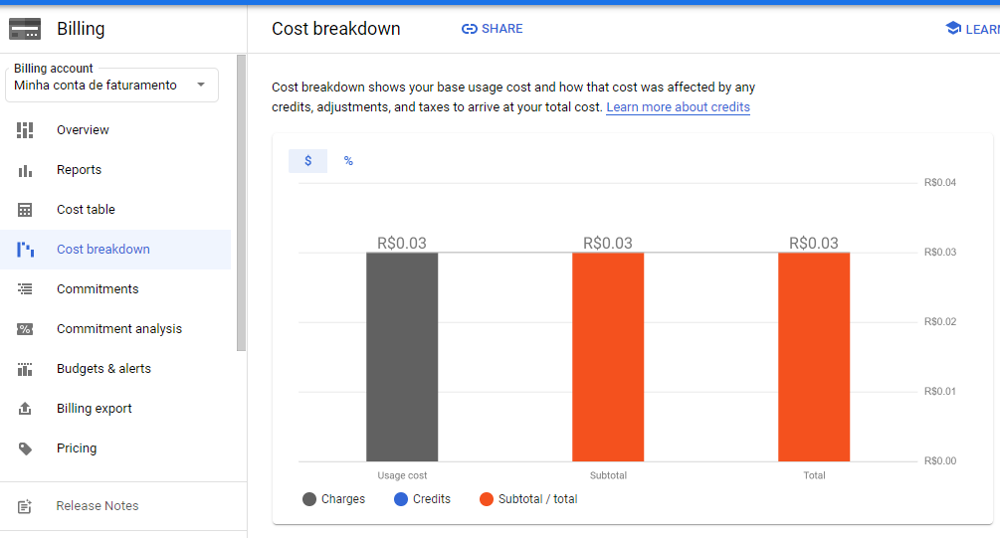 Billing
Cost breakdown
SHARE
Billing account
Minha conta de faturamento
Overview
Reports
Cost table
Cost breakdown
Commitments
Commitment analysis
Budgets & alerts
Billing export
Pricing
Release Notes
Cost breakdown shows your base usage cost and how that cost was affected by any
credits, adjustments, and taxes to arrive at your total cost. Learn more about credits
$ %
R$0.04
R$0.03 R$0.03 R$0.03
R$0.03
R$0.02
R$0.01
R$0.00
Usage cost Subtotal Total
Charges Credits Subtotal / total